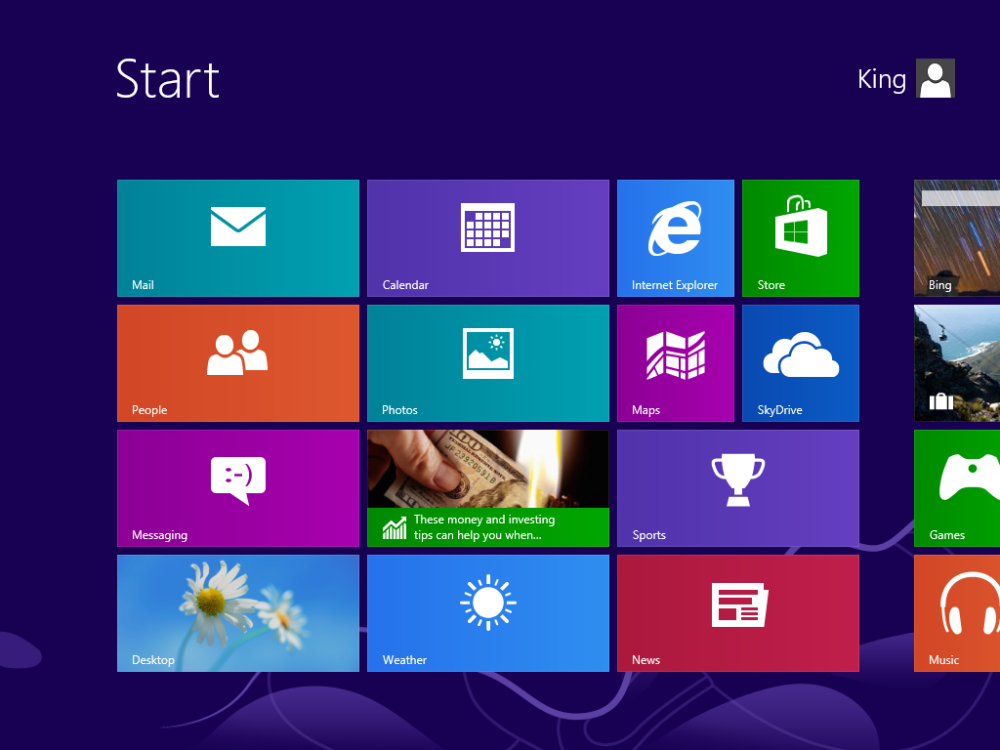 Start
King
Mail
Calendar
Internet Explorer
Store
Bing
People
Photos
Maps
SkyDrive
Messaging
:-)
These money and investing
tips can help you when...
Sports
Games
Desktop
Weather
News
Music